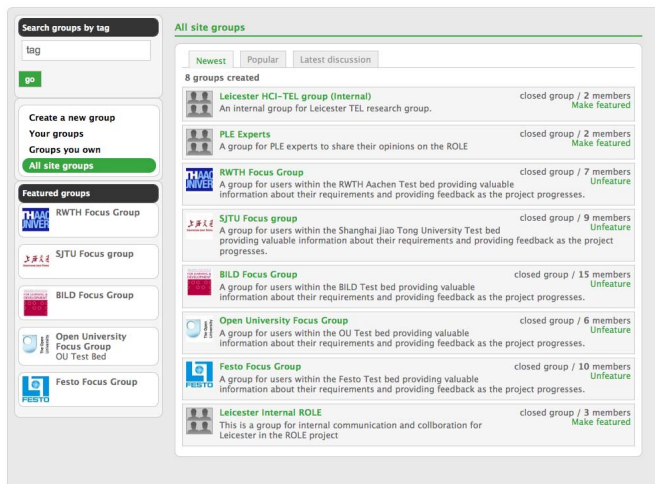 Search groups by tag
tag
go
Create a new group
Your groups
Groups you own
All site groups
Featured groups
RWTH Focus Group
SJTU Focus group
BILD Focus Group
Open University
Focus Group
OU Test Bed
Festo Focus Group
FESTO
All site groups
Newest
Popular
Latest discussion
8 groups created
Leicester HCI-TEL group (Internal)
closed group / 2 members
An internal group for Leicester TEL research group.
Make featured
PLE Experts
closed group / 2 members
A group for PLE experts to share their opinions on the ROLE
Make featured
RWTH Focus Group
closed group / 7 members
Unfeature
A group for users within the RWTH Aachen Test bed providing valuable
information about their requirements and providing feedback as the project progresses.
SJTU Focus group
closed group / 9 members
Unfeature
A group for users within the Shanghai Jiao Tong University Test bed
providing valuable information about their requirements and providing feedback as the project
progresses.
BILD Focus Group
closed group / 15 members
Unfeature
A group for users within the BILD Test bed providing valuable
information about their requirements and providing feedback as the project progresses.
Open University Focus Group
closed group / 6 members
Unfeature
A group for users within the OU Test bed providing valuable
information about their requirements and providing feedback as the project progresses.
Festo Focus Group
closed group / 10 members
Unfeature
A group for users within the Festo Test bed providing valuable
information about their requirements and providing feedback as the project progresses.
FESTO
Leicester Internal ROLE
closed group / 3 members
Make featured
This is a group for internal communication and collboration for
Leicester in the ROLE project